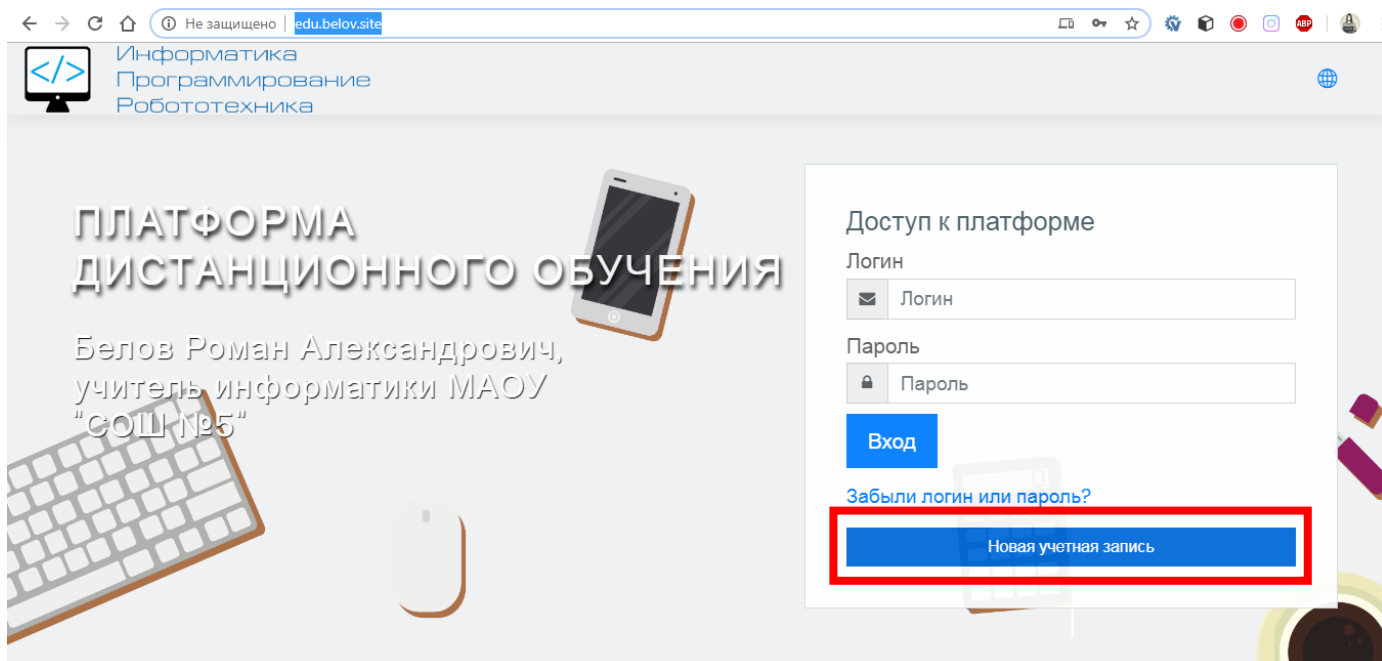 Не защищено | edu.belov.site
ABP
</>
Информатика
Программирование
Робототехника
ПЛАТФОРМА
ДИСТАНЦИОННОГО ОБУЧЕНИЯ
Белов Роман Александрович,
учитель информатики МАОУ
"СОШ №5"
Доступ к платформе
Логин
Логин
Пароль
Пароль
Вход
Забыли логин или пароль?
Новая учетная запись